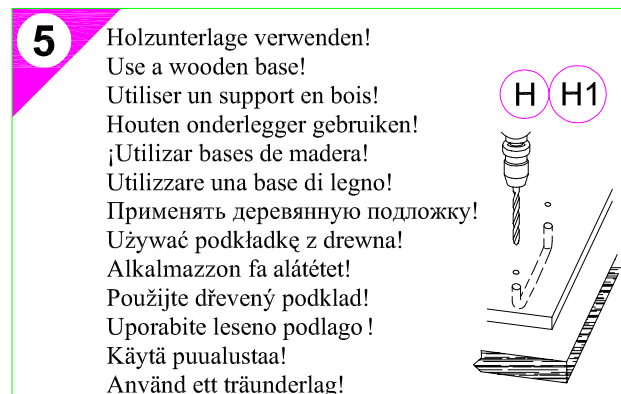 5
Holzunterlage verwenden!
Use a wooden base!
Utiliser un support en bois!
Houten onderlegger gebruiken!
¡Utilizar bases de madera!
Utilizzare una base di legno!
Применять деревянную подложку!
Używać podkładkę z drewna!
Alkalmazzon fa alátétet!
Použijte dřevený podklad!
Uporabite leseno podlago!
Käytä puualustaa!
Använd ett träunderlag!
H H1